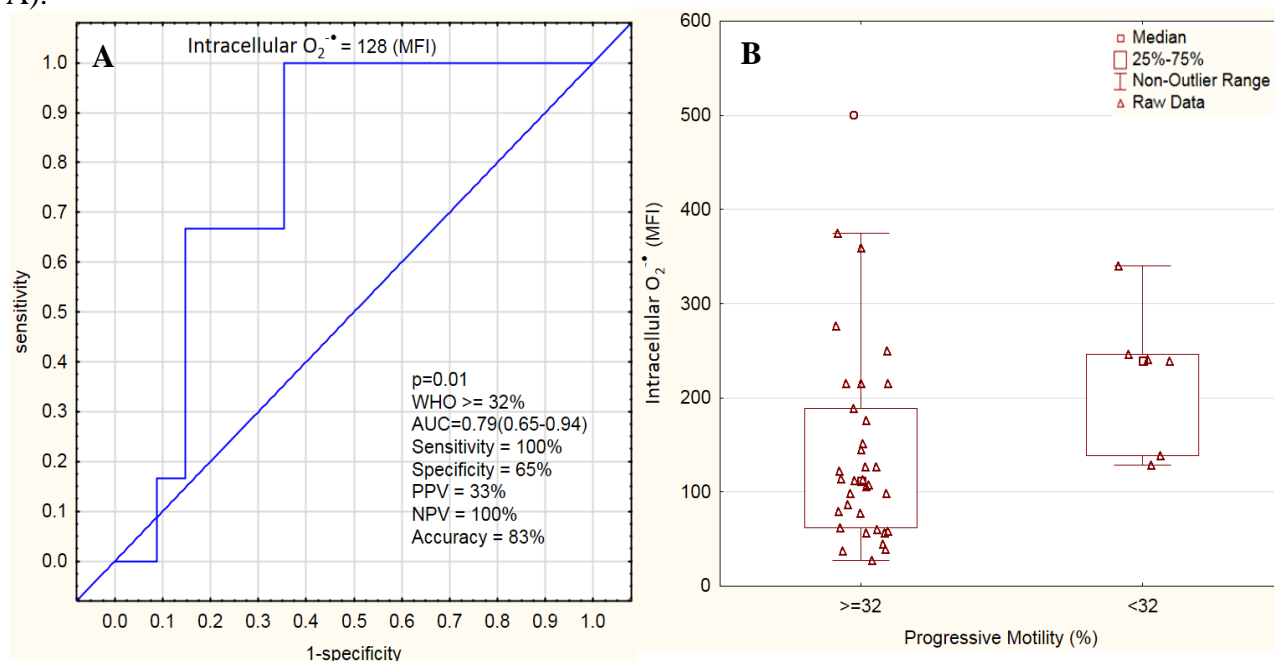 A).
A
Intracellular O₂⁻• = 128 (MFI)
sensitivity
1.0
0.9
0.8
0.7
0.6
0.5
0.4
0.3
0.2
0.1
0.0
p=0.01
WHO >= 32%
AUC=0.79(0.65-0.94)
Sensitivity = 100%
Specificity = 65%
PPV = 33%
NPV = 100%
Accuracy = 83%
0.0 0.1 0.2 0.3 0.4 0.5 0.6 0.7 0.8 0.9 1.0
1-specificity
B
Median
25%-75%
Non-Outlier Range
Raw Data
Intracellular O₂⁻• (MFI)
600
500
400
300
200
100
0
>=32 <32
Progressive Motility (%)